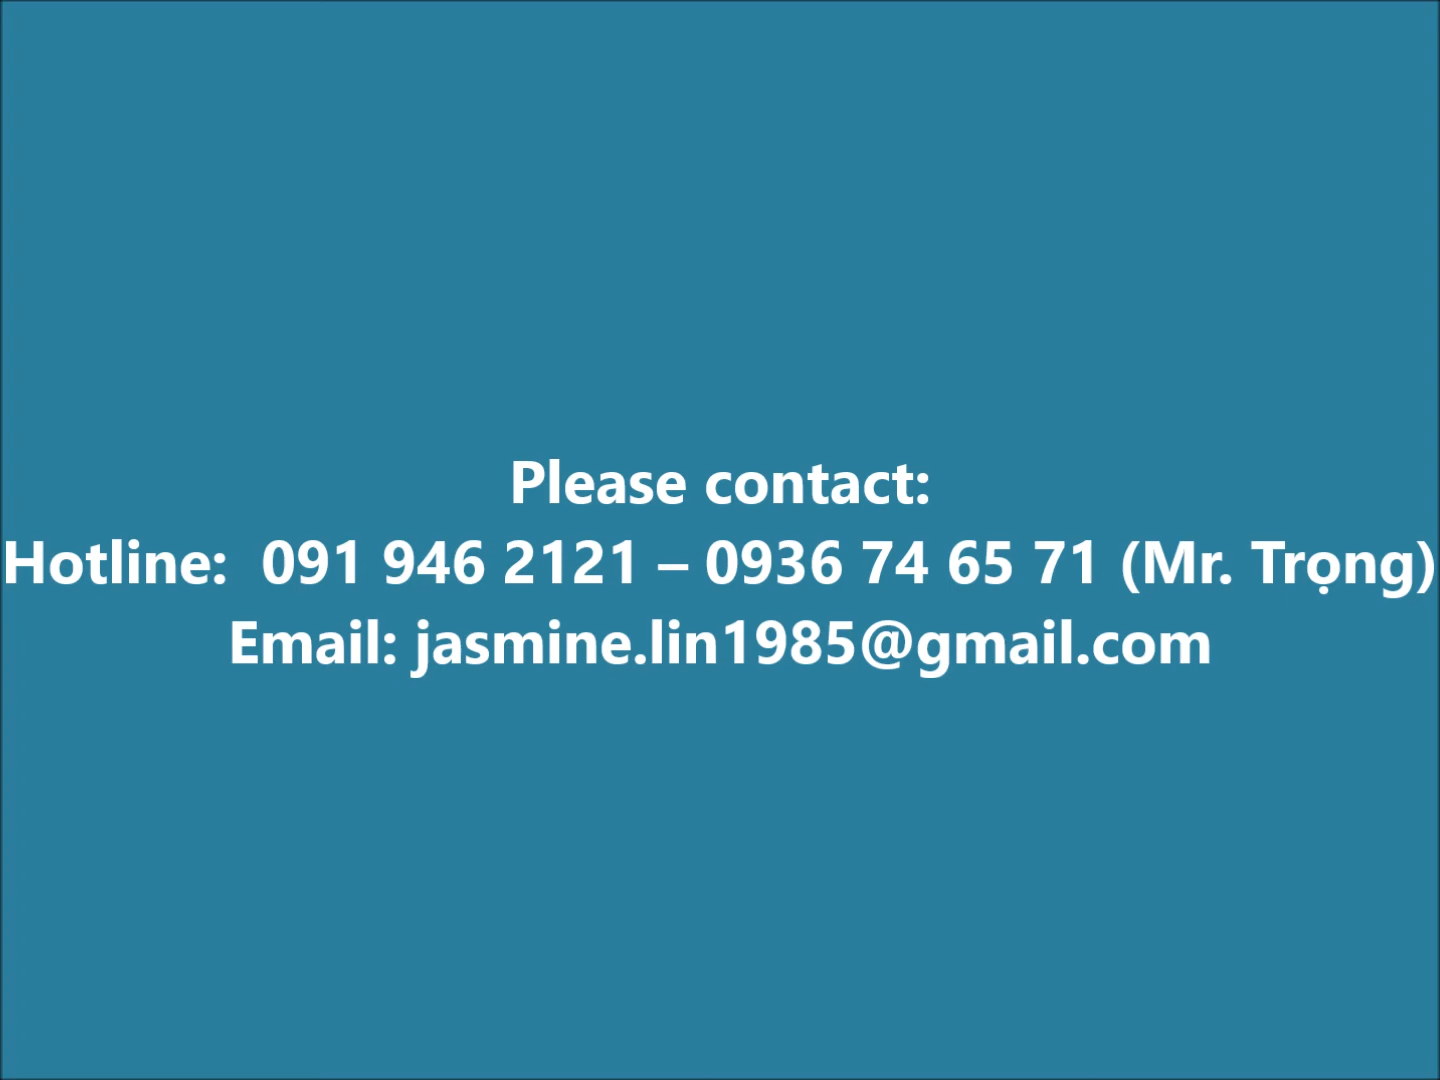 Please contact:
Hotline:  091 946 2121 – 0936 74 65 71 (Mr. Trọng)
Email: jasmine.lin1985@gmail.com